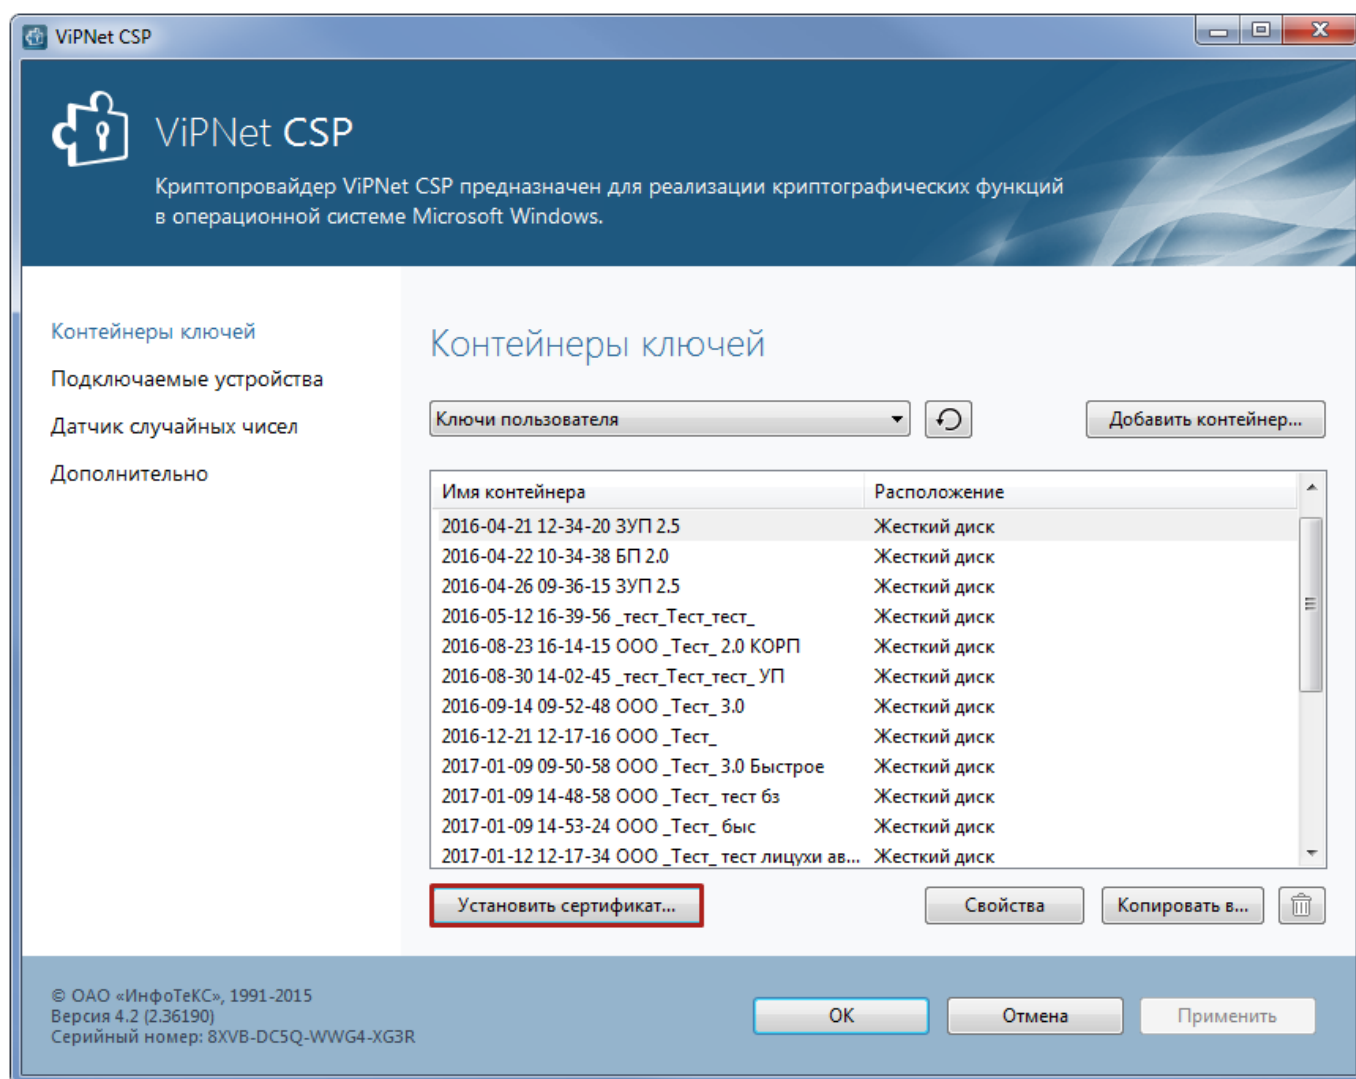 ViPNet CSP
ViPNet CSP
Криптопровайдер ViPNet CSP предназначен для реализации криптографических функций
в операционной системе Microsoft Windows.
Контейнеры ключей
Подключаемые устройства
Датчик случайных чисел
Дополнительно
Контейнеры ключей
Ключи пользователя
Добавить контейнер...
Имя контейнера Расположение
2016-04-21 12-34-20 ЗУП 2.5 Жесткий диск
2016-04-22 10-34-38 БП 2.0 Жесткий диск
2016-04-26 09-36-15 ЗУП 2.5 Жесткий диск
2016-05-12 16-39-56 _тест_Тест_тест_ Жесткий диск
2016-08-23 16-14-15 ООО _Тест_ 2.0 КОРП Жесткий диск
2016-08-30 14-02-45 _тест_Тест_тест_ УП Жесткий диск
2016-09-14 09-52-48 ООО _Тест_ 3.0 Жесткий диск
2016-12-21 12-17-16 ООО _Тест_ Жесткий диск
2017-01-09 09-50-58 ООО _Тест_ 3.0 Быстрое Жесткий диск
2017-01-09 14-48-58 ООО _Тест_ тест бз Жесткий диск
2017-01-09 14-53-24 ООО _Тест_ быс Жесткий диск
2017-01-12 12-17-34 ООО _Тест_ тест лицухи ав... Жесткий диск
Установить сертификат...
Свойства
Копировать в...
© ОАО «ИнфоТеКС», 1991-2015
Версия 4.2 (2.36190)
Серийный номер: 8XVB-DC5Q-WWG4-XG3R
OK
Отмена
Применить